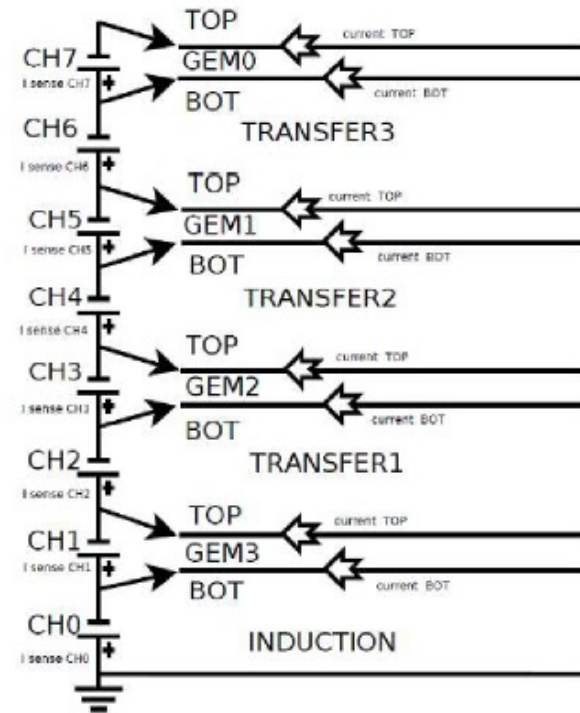 TOP
current TOP
CH7
GEM0
I sense CH7
+
current BOT
BOT
CH6
TRANSFER3
I sense CH6
+
TOP
current TOP
CH5
GEM1
I sense CH5
+
BOT
current BOT
CH4
TRANSFER2
I sense CH4
+
TOP
current TOP
CH3
GEM2
I sense CH3
+
current BOT
BOT
CH2
TRANSFER1
I sense CH2
+
TOP
current TOP
CH1
GEM3
I sense CH1
+
BOT
current BOT
CH0
INDUCTION
I sense CH0
+